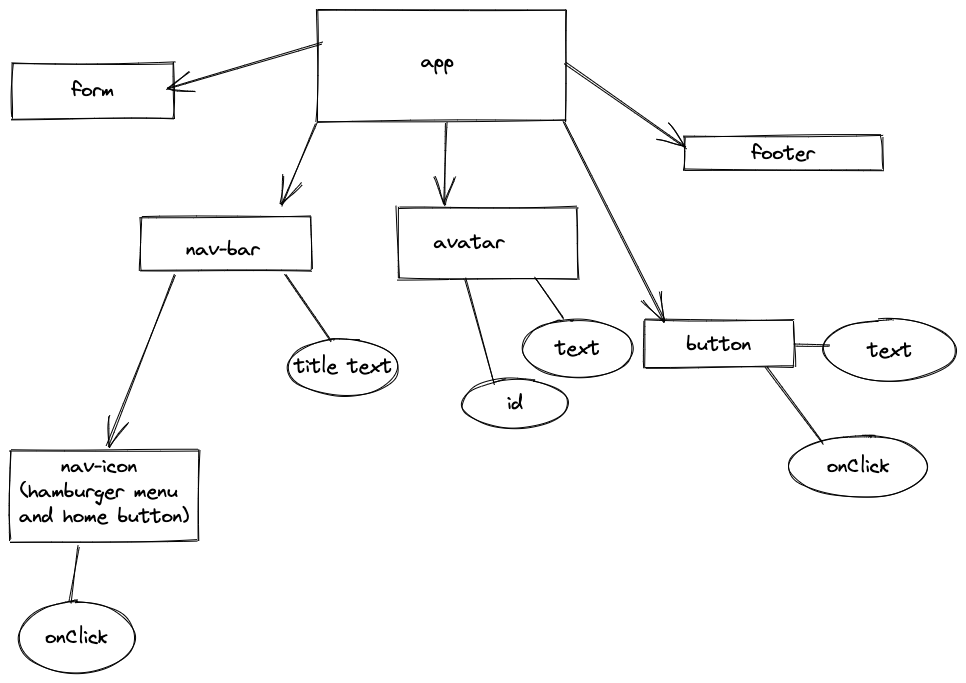 app
form
footer
nav-bar
avatar
button
text
text
title text
id
nav-icon
(hamburger menu
and home button)
onClick
onClick